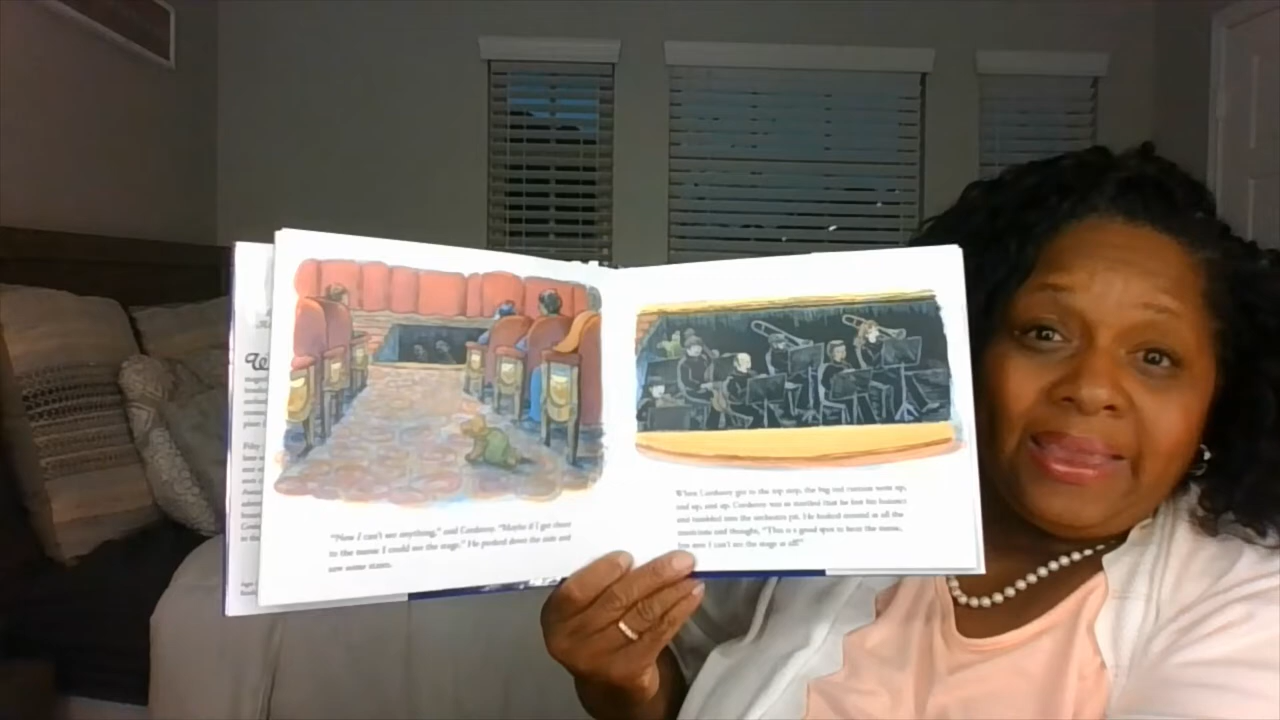 W
"Now I can't see anything," said Corduroy. "Maybe if I get closer
to the music I could see the stage." He peeked down the aisle and
saw some stairs.
When Corduroy got to the top step, the big red curtains went up,
and up, and up. Corduroy was so startled that he lost his balance
and tumbled into the orchestra pit. He looked around at all the
musicians and thought, "This is a good spot to hear the music,
but now I can't see the stage at all!"